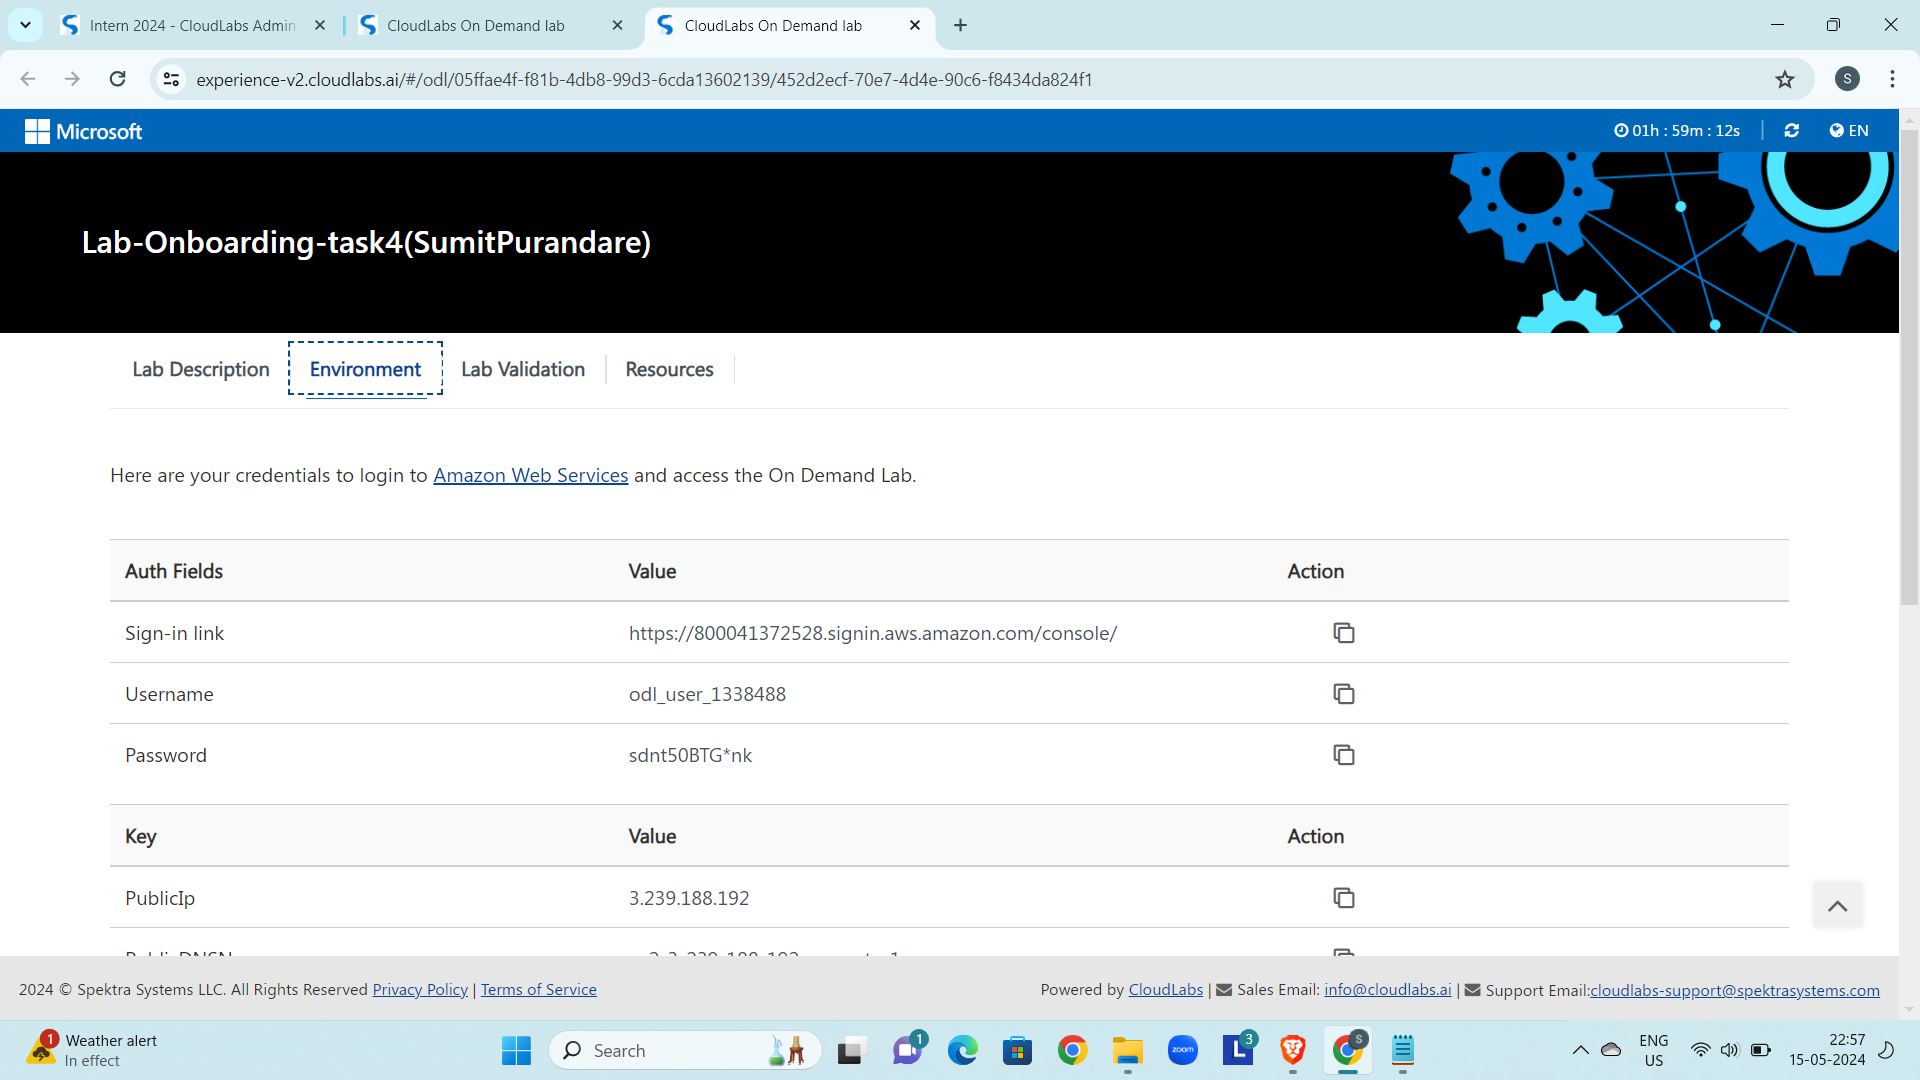 Intern 2024 - CloudLabs Admin
CloudLabs On Demand lab
CloudLabs On Demand lab
experience-v2.cloudlabs.ai/#/odl/05ffae4f-f81b-4db8-99d3-6cda13602139/452d2ecf-70e7-4d4e-90c6-f8434da824f1
S
Microsoft
01h : 59m : 12s
EN
Lab-Onboarding-task4(SumitPurandare)
Lab Description
Environment
Lab Validation
Resources
Here are your credentials to login to Amazon Web Services and access the On Demand Lab.
Auth Fields Value Action
Sign-in link https://800041372528.signin.aws.amazon.com/console/
Username odl_user_1338488
Password sdnt50BTG*nk
Key Value Action
PublicIp 3.239.188.192
2024 © Spektra Systems LLC. All Rights Reserved Privacy Policy | Terms of Service
Powered by CloudLabs | Sales Email: info@cloudlabs.ai | Support Email:cloudlabs-support@spektrasystems.com
1
Weather alert
In effect
Search
1
zoom
L
3
S
ENG
US
22:57
15-05-2024